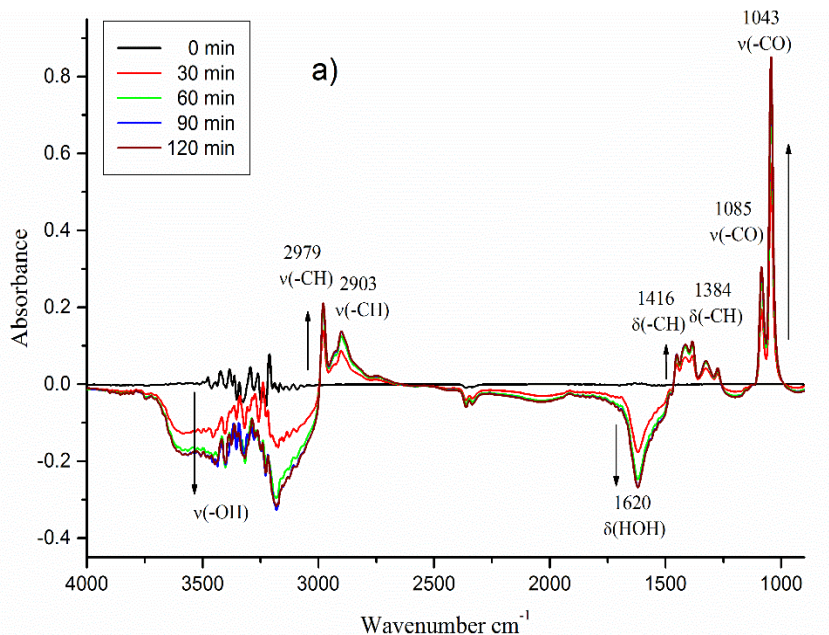 0 min
30 min
60 min
90 min
120 min
a)
1043
ν(-CO)
1085
ν(-CO)
2979
ν(-CH)
2903
ν(-CH)
1416
δ(-CH)
1384
δ(-CH)
ν(-OH)
1620
δ(HOH)
Absorbance
0.8
0.6
0.4
0.2
0.0
-0.2
-0.4
4000
3500
3000
2500
2000
1500
1000
Wavenumber cm⁻¹